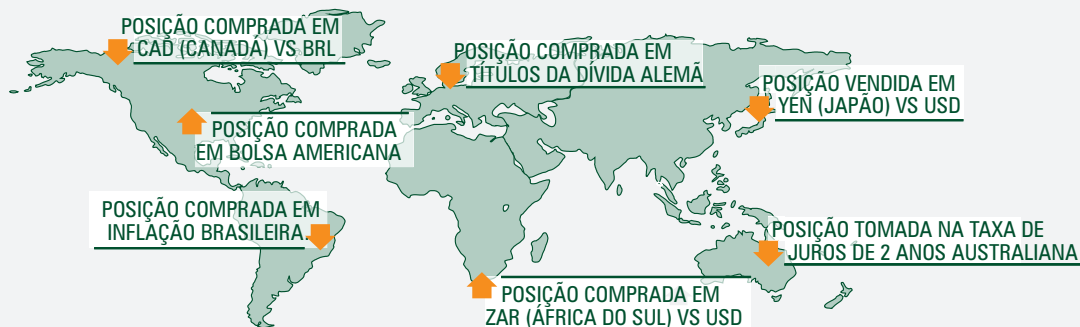 POSIÇÃO COMPRADA EM
CAD (CANADÁ) VS BRL
POSIÇÃO COMPRADA EM
TÍTULOS DA DÍVIDA ALEMÃ
POSIÇÃO VENDIDA EM
YEN (JAPÃO) VS USD
POSIÇÃO COMPRADA
EM BOLSA AMERICANA
POSIÇÃO COMPRADA EM
INFLAÇÃO BRASILEIRA.
POSIÇÃO TOMADA NA TAXA DE
JUROS DE 2 ANOS AUSTRALIANA
POSIÇÃO COMPRADA EM
ZAR (ÁFRICA DO SUL) VS USD